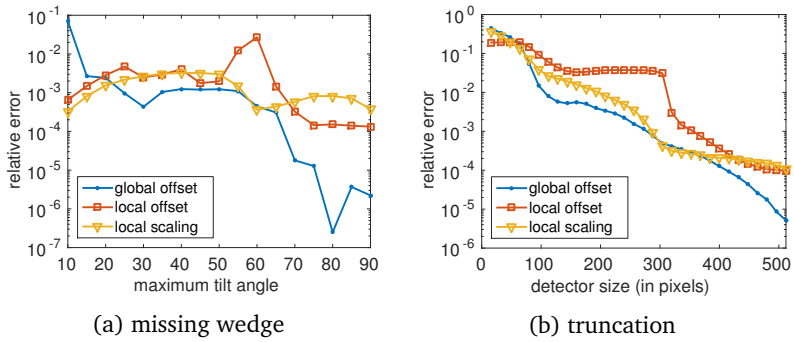 10^-1
10^-2
10^-3
10^-4
10^-5
10^-6
10^-7
relative error
global offset
local offset
local scaling
10 20 30 40 50 60 70 80 90
maximum tilt angle
(a) missing wedge
10^0
10^-1
10^-2
10^-3
10^-4
10^-5
10^-6
relative error
global offset
local offset
local scaling
0 100 200 300 400 500
detector size (in pixels)
(b) truncation